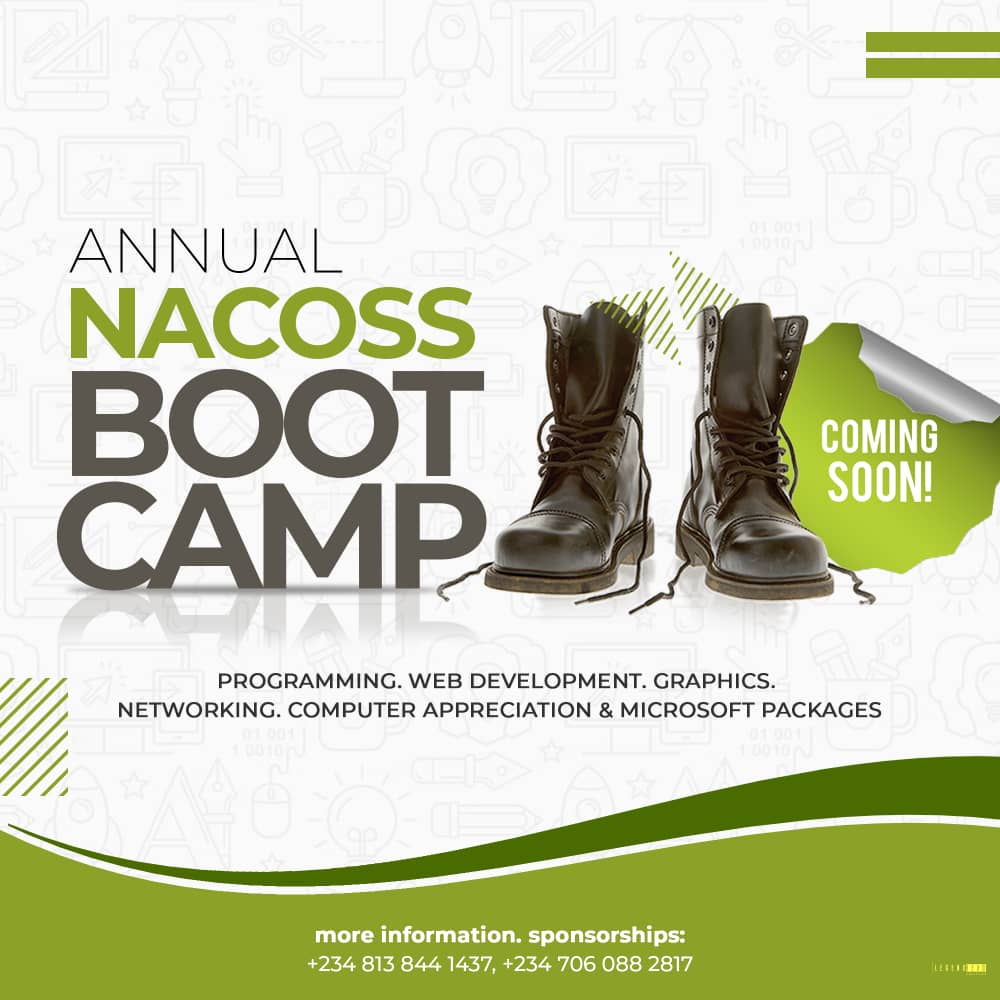 ANNUAL
NACOSS
BOOT
CAMP
COMING
SOON!
PROGRAMMING. WEB DEVELOPMENT. GRAPHICS.
NETWORKING. COMPUTER APPRECIATION & MICROSOFT PACKAGES
more information. sponsorships:
+234 813 844 1437, +234 706 088 2817